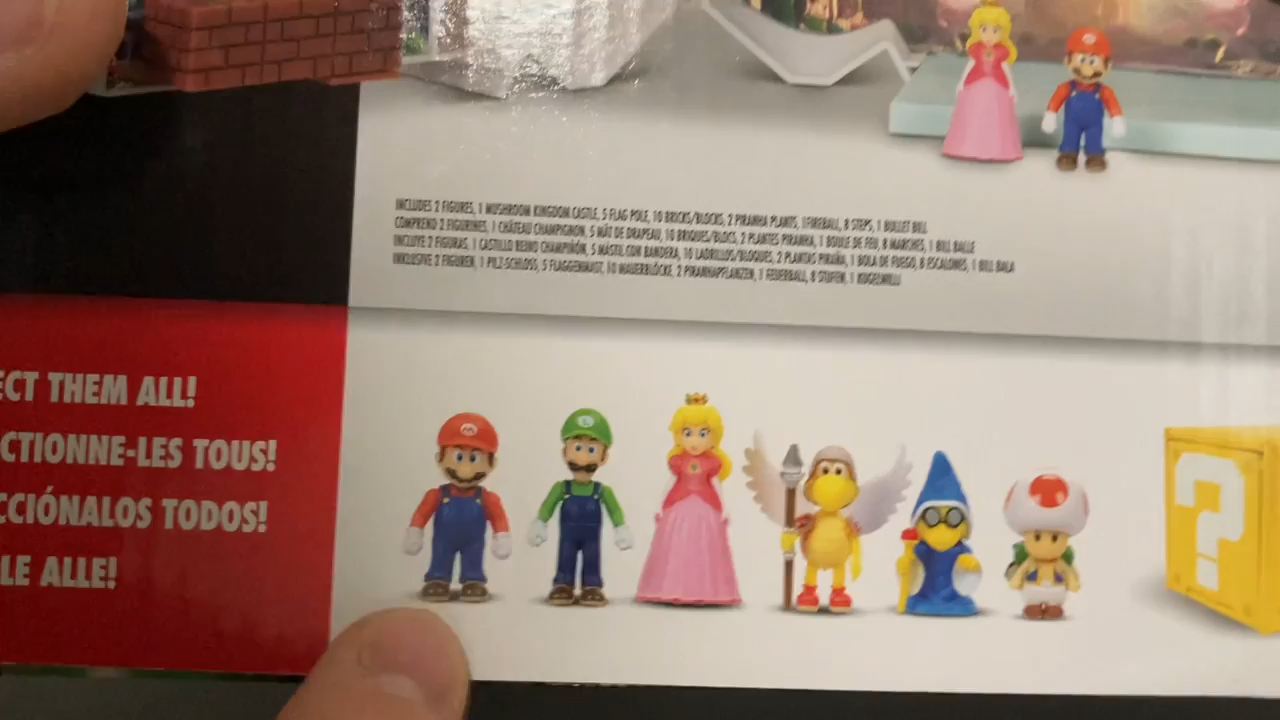 INCLUDES 2 FIGURES, 1 MUSHROOM KINGDOM CASTLE, 5 FLAG POLE, 10 BRICKS/BLOCKS, 2 PIRANHA PLANTS, 1FIREBALL, 8 STEPS, 1 BULLET BILL
COMPREND 2 FIGURINES, 1 CHÂTEAU CHAMPIGNON, 5 MÂT DE DRAPEAU, 10 BRIQUES/BLOCS, 2 PLANTES PIRANHA, 1 BOULE DE FEU, 8 MARCHES, 1 BILL BALLE
INCLUYE 2 FIGURAS, 1 CASTILLO REINO CHAMPIÑÓN, 5 MÁSTIL CON BANDERA, 10 LADRILLOS/BLOQUES, 2 PLANTAS PIRAÑA, 1 BOLA DE FUEGO, 8 ESCALONES, 1 BILL BALA
INKLUSIVE 2 FIGUREN, 1 PILZ-SCHLOSS, 5 FLAGGENMAST, 10 MAUERBLÖCKE, 2 PIRANHAPFLANZEN, 1 FEUERBALL, 8 STUFEN, 1 KUGELWILLI
ECT THEM ALL!
CTIONNE-LES TOUS!
CCIÓNALOS TODOS!
LE ALLE!
M
L
?